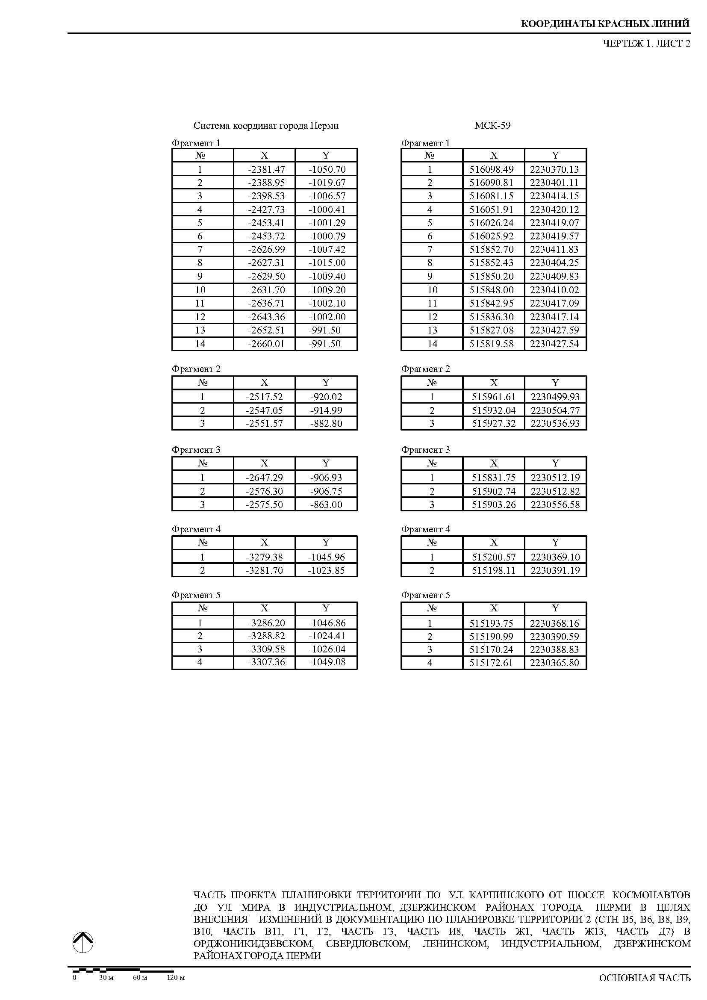 КООРДИНАТЫ КРАСНЫХ ЛИНИЙ
ЧЕРТЕЖ 1. ЛИСТ 2
Система координат города Перми
Фрагмент 1
№ X Y
1 -2381.47 -1050.70
2 -2388.95 -1019.67
3 -2398.53 -1006.57
4 -2427.73 -1000.41
5 -2453.41 -1001.29
6 -2453.72 -1000.79
7 -2626.99 -1007.42
8 -2627.31 -1015.00
9 -2629.50 -1009.40
10 -2631.70 -1009.20
11 -2636.71 -1002.10
12 -2643.36 -1002.00
13 -2652.51 -991.50
14 -2660.01 -991.50
Фрагмент 2
№ X Y
1 -2517.52 -920.02
2 -2547.05 -914.99
3 -2551.57 -882.80
Фрагмент 3
№ X Y
1 -2647.29 -906.93
2 -2576.30 -906.75
3 -2575.50 -863.00
Фрагмент 4
№ X Y
1 -3279.38 -1045.96
2 -3281.70 -1023.85
Фрагмент 5
№ X Y
1 -3286.20 -1046.86
2 -3288.82 -1024.41
3 -3309.58 -1026.04
4 -3307.36 -1049.08
МСК-59
Фрагмент 1
№ X Y
1 516098.49 2230370.13
2 516090.81 2230401.11
3 516081.15 2230414.15
4 516051.91 2230420.12
5 516026.24 2230419.07
6 516025.92 2230419.57
7 515852.70 2230411.83
8 515852.43 2230404.25
9 515850.20 2230409.83
10 515848.00 2230410.02
11 515842.95 2230417.09
12 515836.30 2230417.14
13 515827.08 2230427.59
14 515819.58 2230427.54
Фрагмент 2
№ X Y
1 515961.61 2230499.93
2 515932.04 2230504.77
3 515927.32 2230536.93
Фрагмент 3
№ X Y
1 515831.75 2230512.19
2 515902.74 2230512.82
3 515903.26 2230556.58
Фрагмент 4
№ X Y
1 515200.57 2230369.10
2 515198.11 2230391.19
Фрагмент 5
№ X Y
1 515193.75 2230368.16
2 515190.99 2230390.59
3 515170.24 2230388.83
4 515172.61 2230365.80
ЧАСТЬ ПРОЕКТА ПЛАНИРОВКИ ТЕРРИТОРИИ ПО УЛ. КАРПИНСКОГО ОТ ШОССЕ КОСМОНАВТОВ
ДО УЛ. МИРА В ИНДУСТРИАЛЬНОМ, ДЗЕРЖИНСКОМ РАЙОНАХ ГОРОДА ПЕРМИ В ЦЕЛЯХ
ВНЕСЕНИЯ ИЗМЕНЕНИЙ В ДОКУМЕНТАЦИЮ ПО ПЛАНИРОВКЕ ТЕРРИТОРИИ 2 (СТН В5, В6, В8, В9,
В10, ЧАСТЬ В11, Г1, Г2, ЧАСТЬ Г3, ЧАСТЬ И8, ЧАСТЬ Ж1, ЧАСТЬ Ж13, ЧАСТЬ Д7) В
ОРДЖОНИКИДЗЕВСКОМ, СВЕРДЛОВСКОМ, ЛЕНИНСКОМ, ИНДУСТРИАЛЬНОМ, ДЗЕРЖИНСКОМ
РАЙОНАХ ГОРОДА ПЕРМИ
0 30 м 60 м 120 м
ОСНОВНАЯ ЧАСТЬ